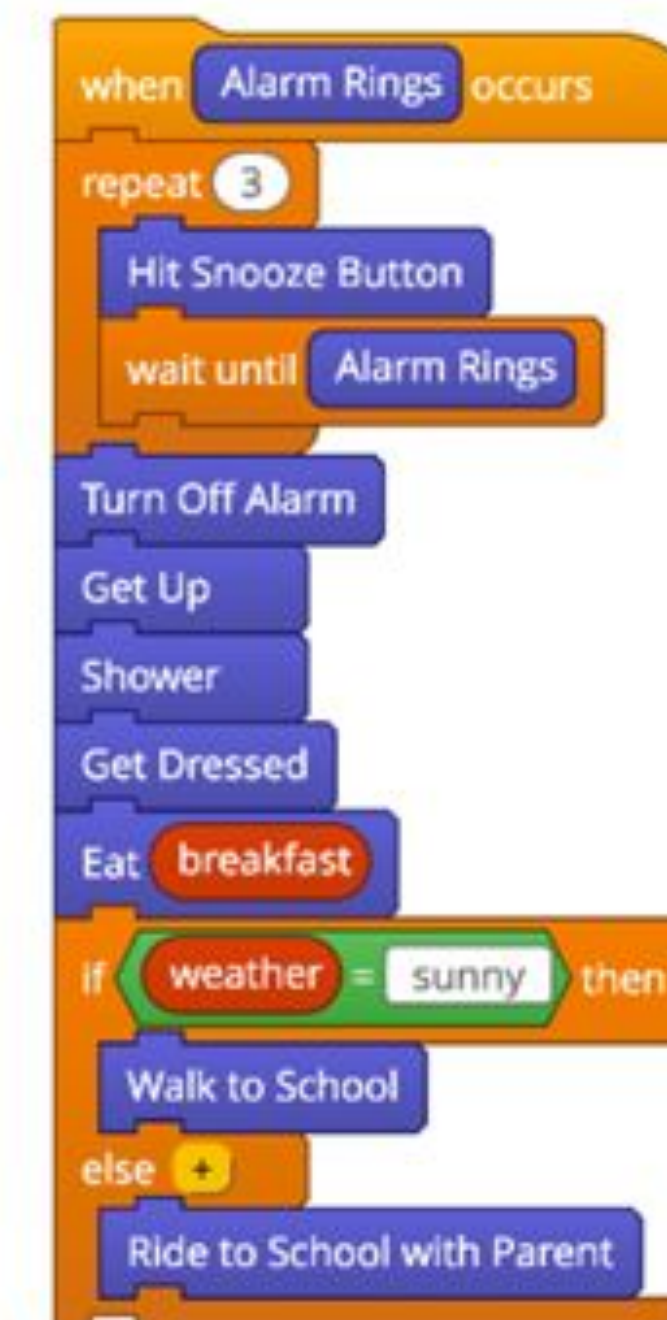 when Alarm Rings occurs
repeat 3
Hit Snooze Button
wait until Alarm Rings
Turn Off Alarm
Get Up
Shower
Get Dressed
Eat breakfast
if weather = sunny then
Walk to School
else +
Ride to School with Parent